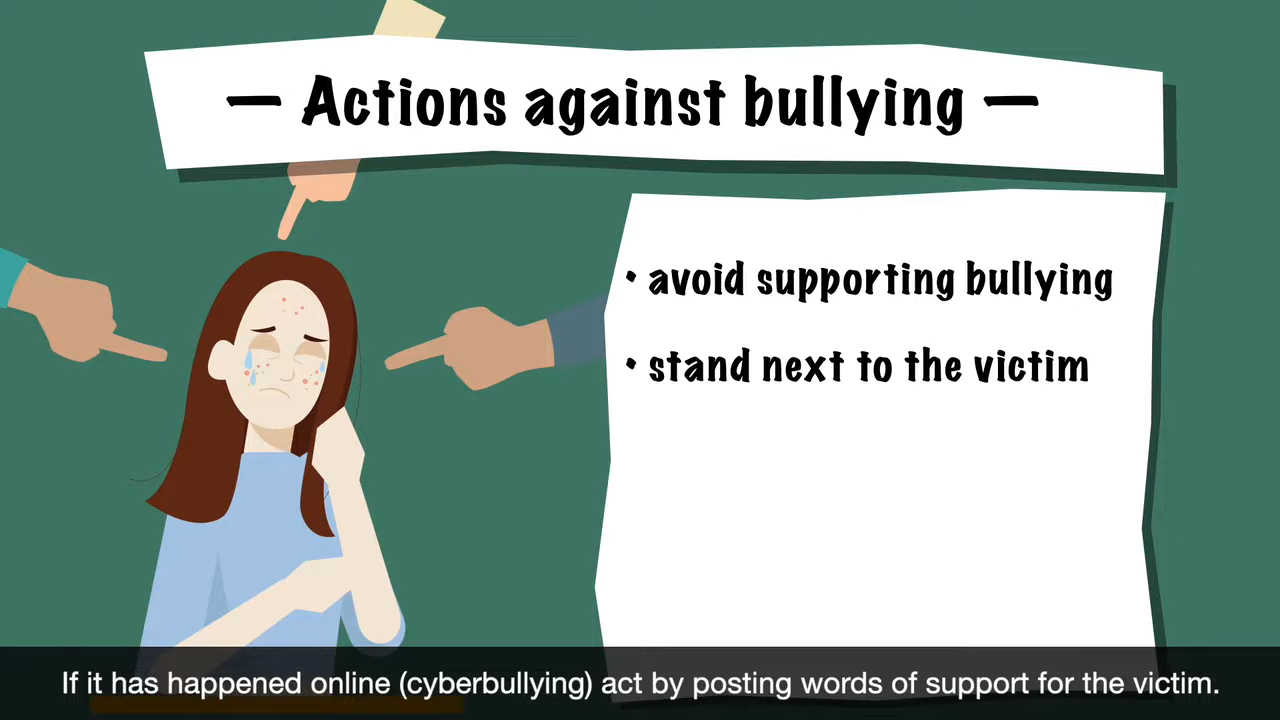 — Actions against bullying —
• avoid supporting bullying
• stand next to the victim
If it has happened online (cyberbullying) act by posting words of support for the victim.